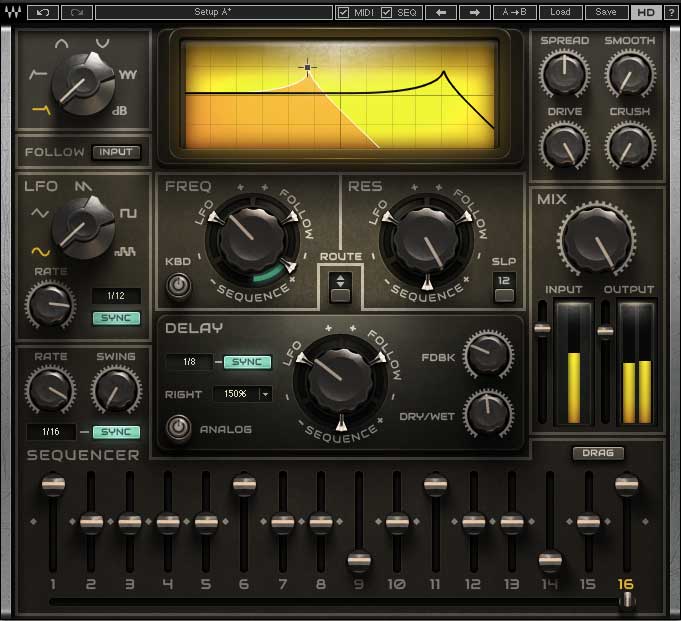 Setup A*
MIDI
SEQ
A→B
Load
Save
HD
?
dB
FOLLOW INPUT
LFO
RATE
1/12
SYNC
RATE SWING
1/16
SYNC
SEQUENCER
FREQ
LFO
FOLLOW
SEQUENCE
KBD
RES
LFO
FOLLOW
SEQUENCE
ROUTE
SLP
12
DELAY
1/8
SYNC
RIGHT 150%
ANALOG
LFO
FOLLOW
SEQUENCE
FDBK
DRY/WET
SPREAD SMOOTH
DRIVE CRUSH
MIX
INPUT OUTPUT
DRAG
1 2 3 4 5 6 7 8 9 10 11 12 13 14 15 16